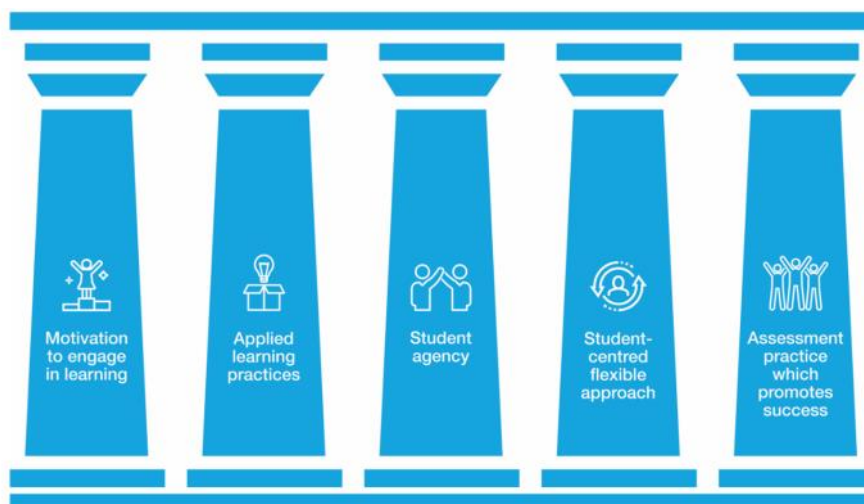 Motivation
to engage
in learning
Applied
learning
practices
Student
agency
Student-
centred
flexible
approach
Assessment
practice
which
promotes
success